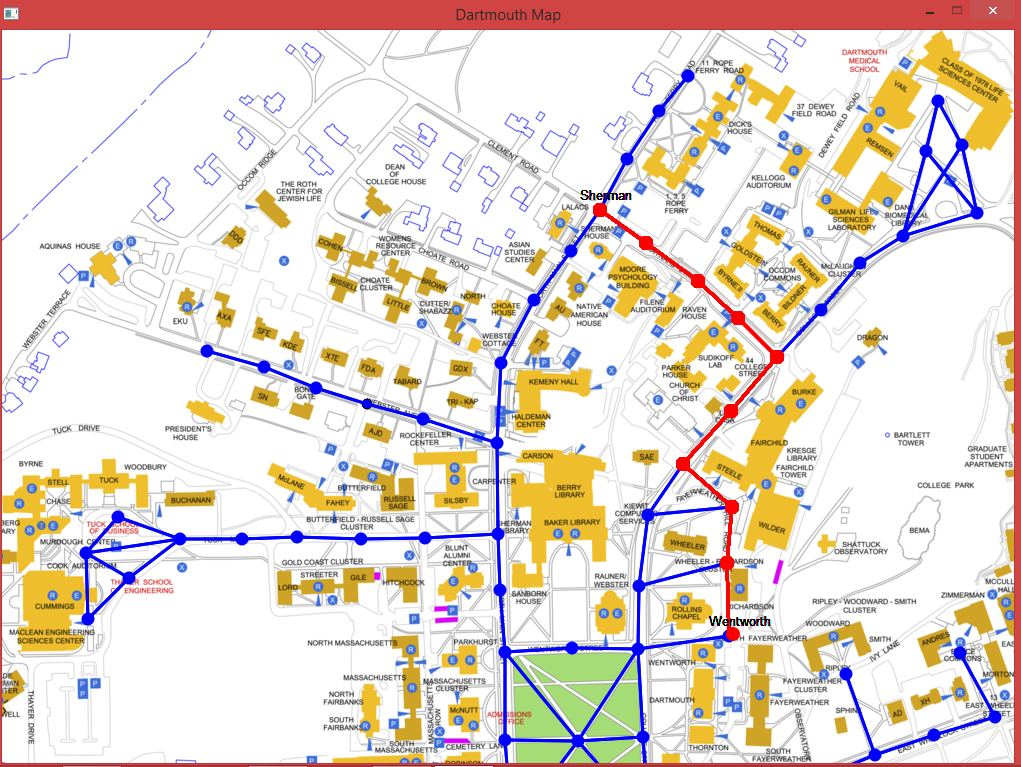 Dartmouth Map
11 ROPE
FERRY ROAD
DARTMOUTH
MEDICAL
SCHOOL
CLASS OF 1978 LIFE
SCIENCES CENTER
VAIL
37 DEWEY
FIELD ROAD
DEWEY FIELD ROAD
REMSEN
DICK'S
HOUSE
CLEMENT ROAD
OCCOM RIDGE
DEAN
OF
COLLEGE HOUSE
THE ROTH
CENTER FOR
JEWISH LIFE
KELLOGG
AUDITORIUM
1, 3, 5
ROPE
FERRY
Sherman
LALACS
SHERMAN
HOUSE
GILMAN LIFE
SCIENCES
LABORATORY
DANA
BIOMEDICAL
LIBRARY
THOMAS
GOLDSTEIN
BYRNE II
OCCOM
COMMONS
RAUNER
BILDNER
BERRY
McLAUGHLIN
CLUSTER
AQUINAS HOUSE
DDD
COHEN
WOMENS
RESOURCE
CENTER
CHOATE ROAD
ASIAN
STUDIES
CENTER
MOORE
PSYCHOLOGY
BUILDING
BISSELL
CHOATE
CLUSTER
BROWN
LITTLE
NORTH
CUTTER/
SHABAZZ
CHOATE
HOUSE
NATIVE
AMERICAN
HOUSE
AU
FILENE
AUDITORIUM
RAVEN
HOUSE
WEBSTER TERRACE
EKU
AXA
SFE
KDE
XTE
FDA
TABARD
GDX
WEBSTER
COTTAGE
FT
SUDIKOFF
LAB
44
COLLEGE
STREET
PARKER
HOUSE
CHURCH
OF
CHRIST
DRAGON
KEMENY HALL
HALDEMAN
CENTER
SN
BONES
GATE
WEBSTER AVE
TRI - KAP
AJD
ROCKEFELLER
CENTER
PRESIDENT'S
HOUSE
TUCK DRIVE
BURKE
FAIRCHILD
KRESGE
LIBRARY
FAIRCHILD
TOWER
BARTLETT
TOWER
GRADUATE
STUDENT
APARTMENTS
COLLEGE PARK
BEMA
SAE
STEELE
WILDER
SHATTUCK
OBSERVATORY
BYRNE
WOODBURY
STELL
TUCK
CHASE
BUCHANAN
McLANE
BUTTERFIELD
FAHEY
RUSSELL
SAGE
SILSBY
CARSON
CARPENTER
BERRY
LIBRARY
BAKER LIBRARY
SHERMAN
LIBRARY
KIEWIT
COMPUTING
SERVICES
BUTTERFIELD - RUSSELL SAGE
CLUSTER
TUCK SCHOOL
OF BUSINESS
MURDOUGH CENTER
COOK AUDITORIUM
THAYER SCHOOL
ENGINEERING
CUMMINGS
MACLEAN ENGINEERING
SCIENCES CENTER
GOLD COAST CLUSTER
STREETER
LORD
GILE
HITCHCOCK
BLUNT
ALUMNI
CENTER
SANBORN
HOUSE
RAUNER/
WEBSTER
WHEELER
WHEELER - RICHARDSON
CLUSTER
RICHARDSON
ROLLINS
CHAPEL
Wentworth
NORTH FAYERWEATHER
WENTWORTH STREET
WENTWORTH
RIPLEY - WOODWARD - SMITH
CLUSTER
WOODWARD
SMITH
RIPLEY
IVY LANE
ZIMMERMAN
ANDRES
MORTON
NORTH MASSACHUSETTS
PARKHURST
MASSACHUSETTS
MASSACHUSETTS
CLUSTER
NORTH
FAIRBANKS
SOUTH
FAIRBANKS
SOUTH
MASSACHUSETTS
MASSACHUSETTS
ROW
McNUTT
ADMISSIONS
OFFICE
CEMETERY LANE
ROBINSON
THAYER DRIVE
DARTMOUTH
THORNTON
FAYERWEATHER
CLUSTER
FAYERWEATHER
SOUTH
FAYERWEATHER
SPHINX
AD
XH
13
EAST WHEELOCK
STREET
EAST WHEELOCK STREET